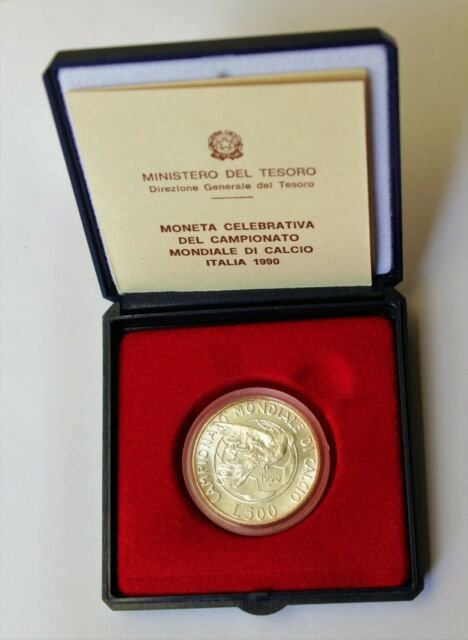 MINISTERO DEL TESORO
Direzione Generale del Tesoro
MONETA CELEBRATIVA
DEL CAMPIONATO
MONDIALE DI CALCIO
ITALIA 1990
CAMPIONATO MONDIALE DI CALCIO
1990
L.500